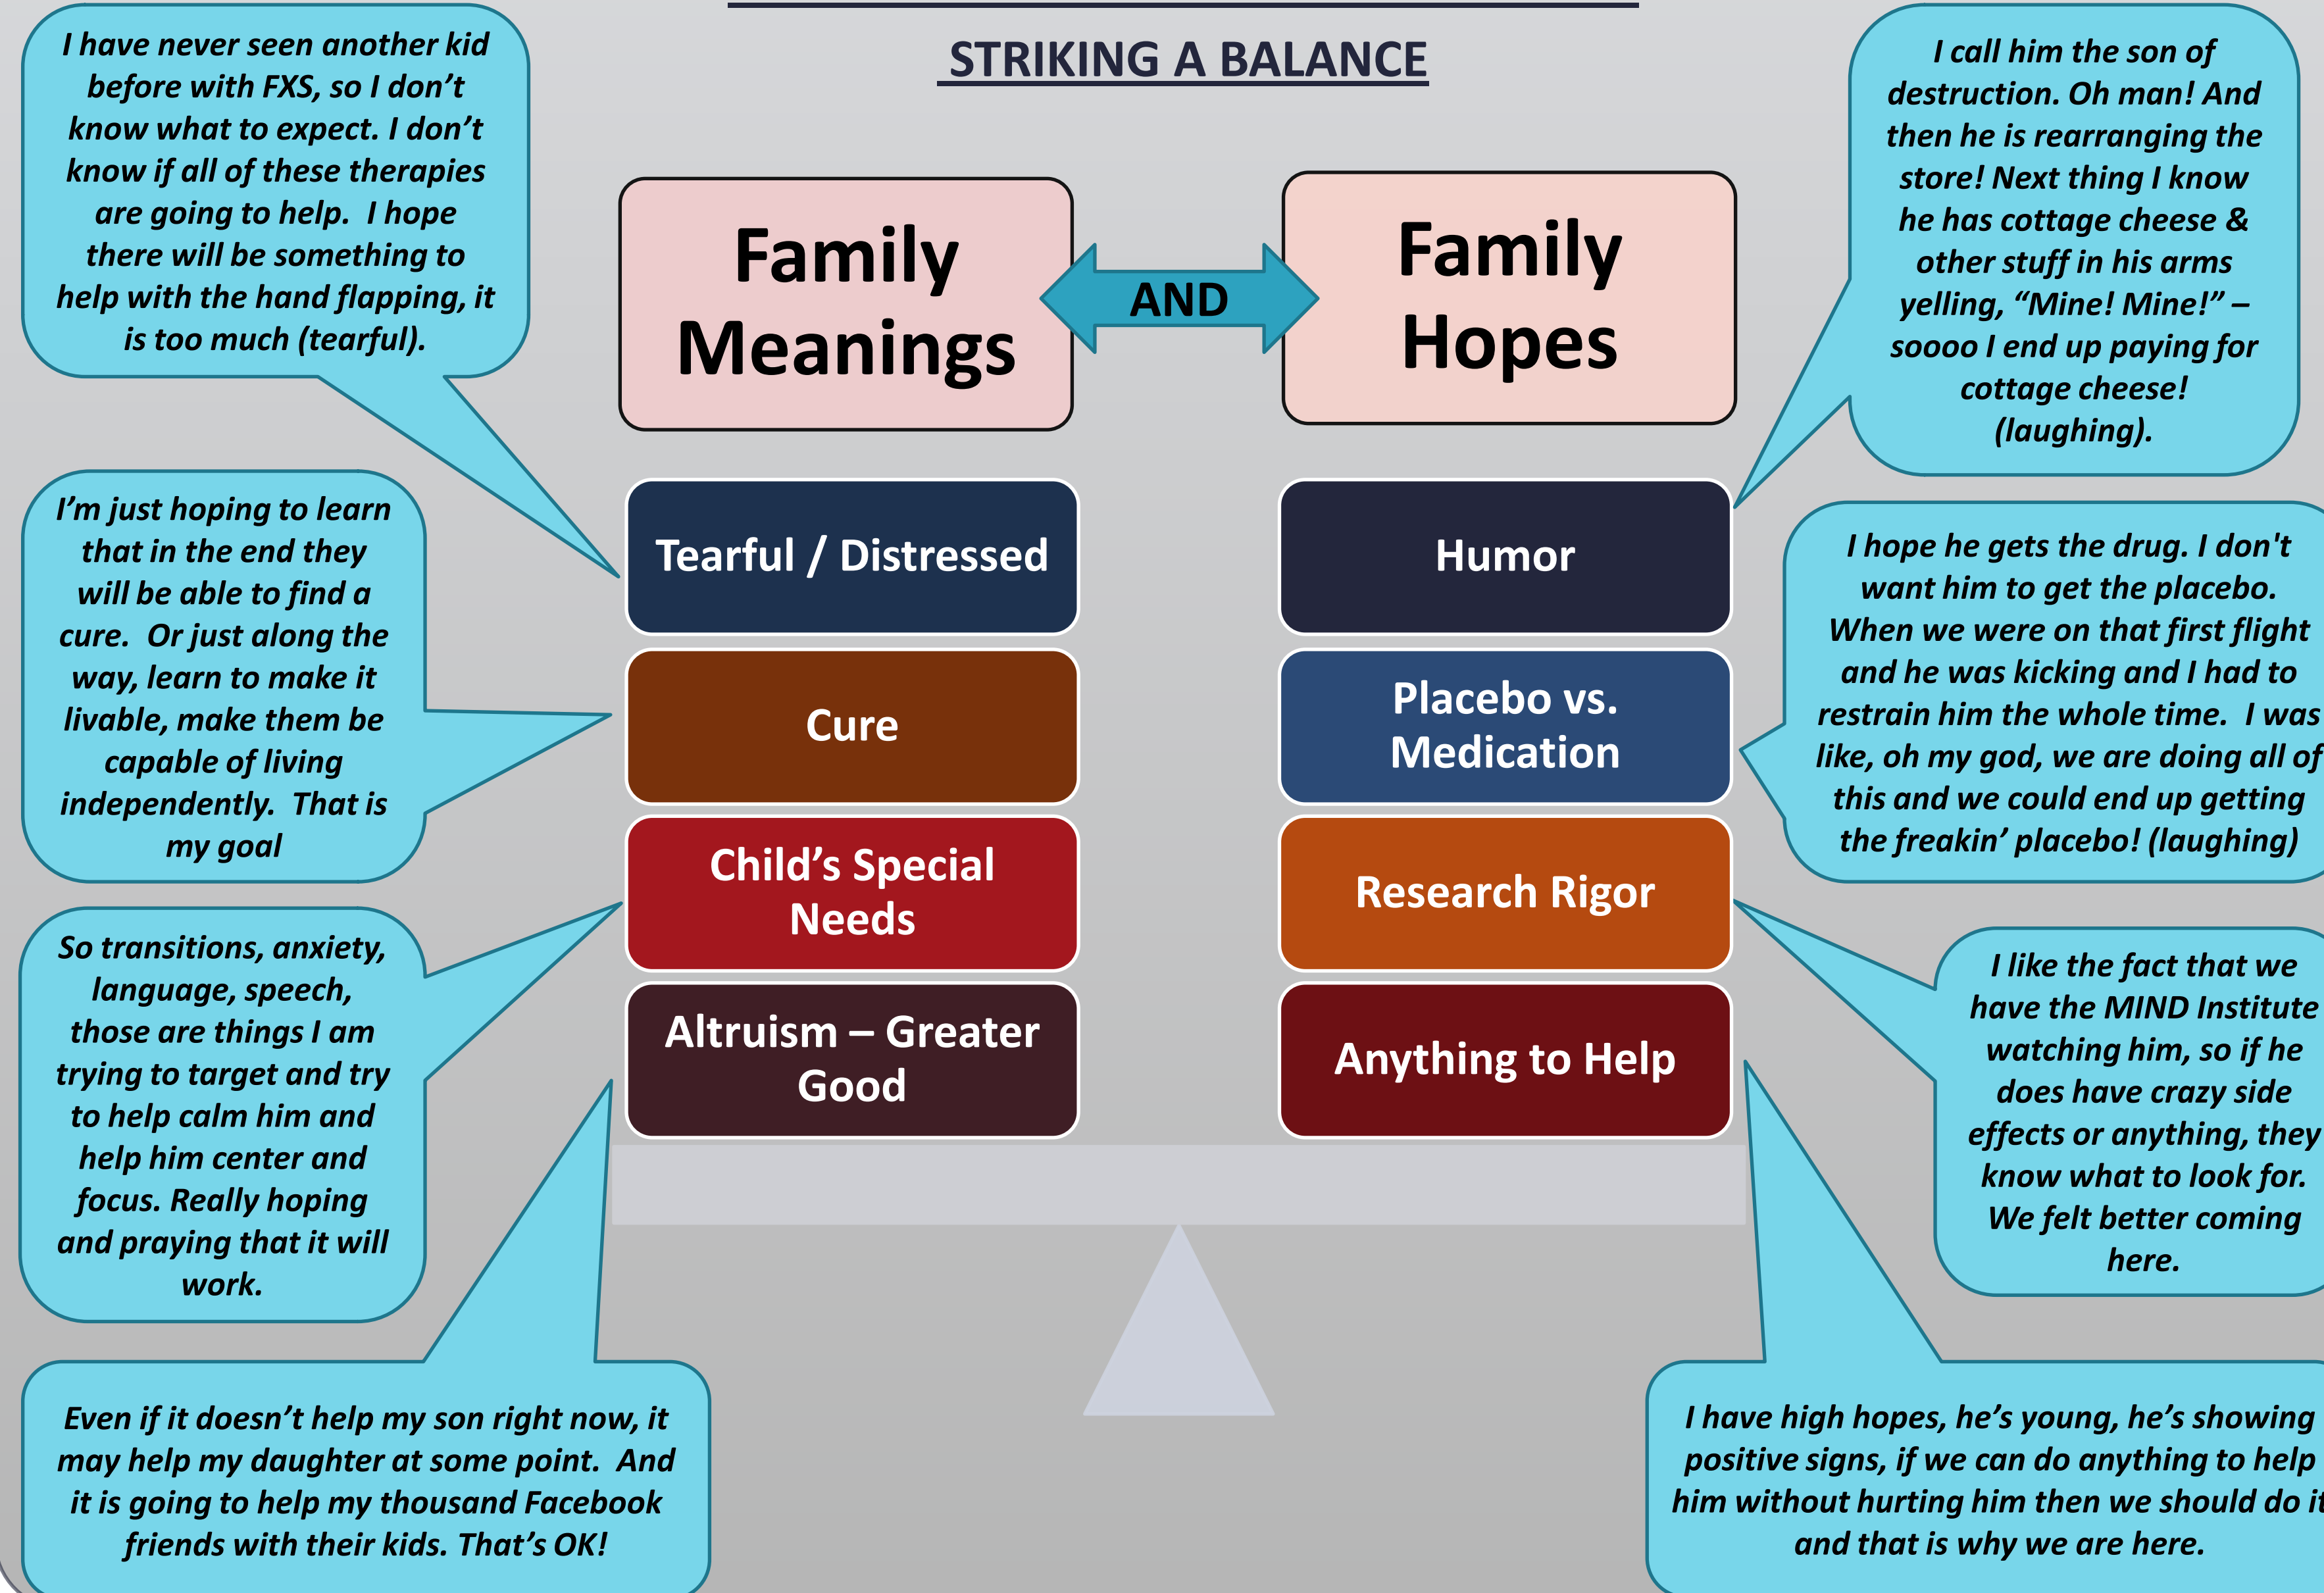 STRIKING A BALANCE
I have never seen another kid
before with FXS, so I don’t
know what to expect. I don’t
know if all of these therapies
are going to help.  I hope
there will be something to
help with the hand flapping, it
is too much (tearful).
Family
Meanings
AND
Family
Hopes
I call him the son of
destruction. Oh man! And
then he is rearranging the
store! Next thing I know
he has cottage cheese &
other stuff in his arms
yelling, “Mine! Mine!” –
soooo I end up paying for
cottage cheese!
(laughing).
I’m just hoping to learn
that in the end they
will be able to find a
cure.  Or just along the
way, learn to make it
livable, make them be
capable of living
independently.  That is
my goal
Tearful / Distressed
Cure
Child’s Special
Needs
Altruism – Greater
Good
Humor
Placebo vs.
Medication
Research Rigor
Anything to Help
I hope he gets the drug. I don't
want him to get the placebo.
When we were on that first flight
and he was kicking and I had to
restrain him the whole time.  I was
like, oh my god, we are doing all of
this and we could end up getting
the freakin’ placebo! (laughing)
So transitions, anxiety,
language, speech,
those are things I am
trying to target and try
to help calm him and
help him center and
focus. Really hoping
and praying that it will
work.
I like the fact that we
have the MIND Institute
watching him, so if he
does have crazy side
effects or anything, they
know what to look for.
We felt better coming
here.
Even if it doesn’t help my son right now, it
may help my daughter at some point.  And
it is going to help my thousand Facebook
friends with their kids. That’s OK!
I have high hopes, he’s young, he’s showing
positive signs, if we can do anything to help
him without hurting him then we should do it
and that is why we are here.